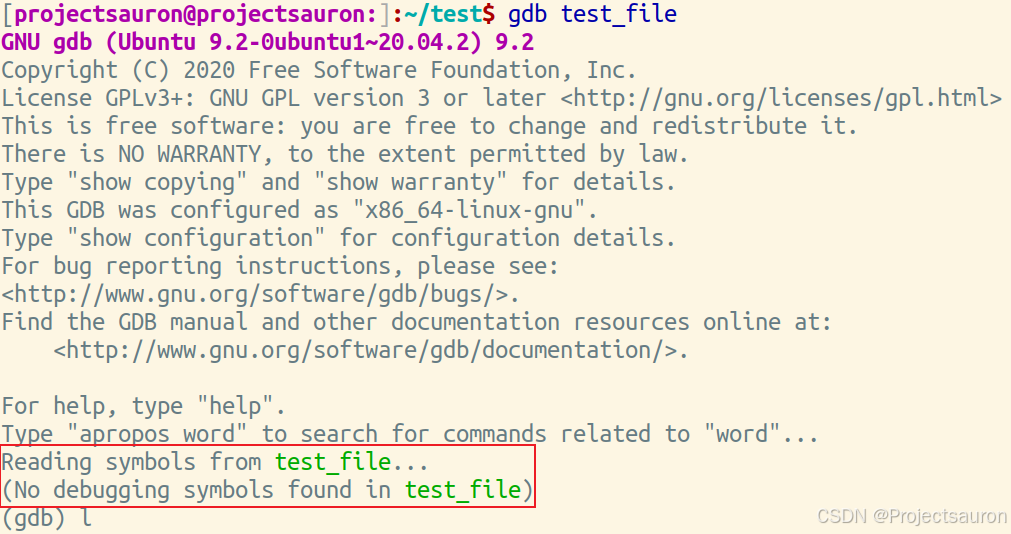 [projectsauron@projectsauron:]:~/test$ gdb test_file
GNU gdb (Ubuntu 9.2-0ubuntu1~20.04.2) 9.2
Copyright (C) 2020 Free Software Foundation, Inc.
License GPLv3+: GNU GPL version 3 or later <http://gnu.org/licenses/gpl.html>
This is free software: you are free to change and redistribute it.
There is NO WARRANTY, to the extent permitted by law.
Type "show copying" and "show warranty" for details.
This GDB was configured as "x86_64-linux-gnu".
Type "show configuration" for configuration details.
For bug reporting instructions, please see:
<http://www.gnu.org/software/gdb/bugs/>.
Find the GDB manual and other documentation resources online at:
    <http://www.gnu.org/software/gdb/documentation/>.

For help, type "help".
Type "apropos word" to search for commands related to "word"...
Reading symbols from test_file...
(No debugging symbols found in test_file)
(gdb) l
CSDN @Projectsauron